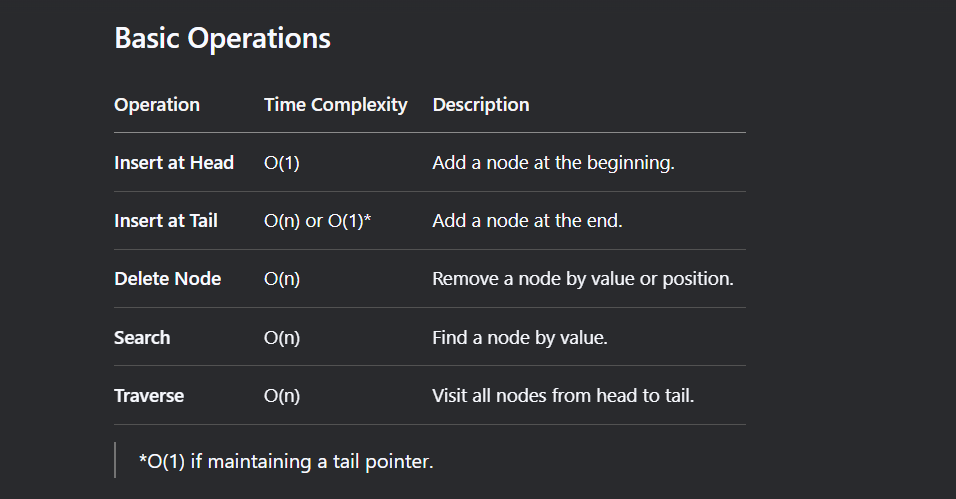 Basic Operations
Operation Time Complexity Description
Insert at Head O(1) Add a node at the beginning.
Insert at Tail O(n) or O(1)* Add a node at the end.
Delete Node O(n) Remove a node by value or position.
Search O(n) Find a node by value.
Traverse O(n) Visit all nodes from head to tail.
*O(1) if maintaining a tail pointer.